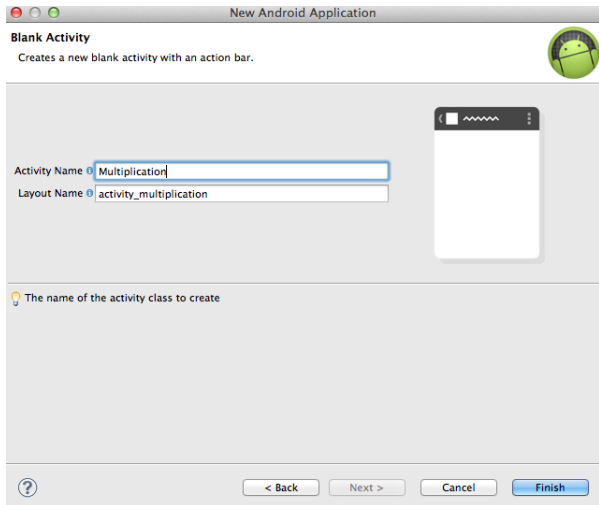 New Android Application
Blank Activity
Creates a new blank activity with an action bar.
Activity Name Multiplication
Layout Name activity_multiplication
The name of the activity class to create
? < Back Next > Cancel Finish